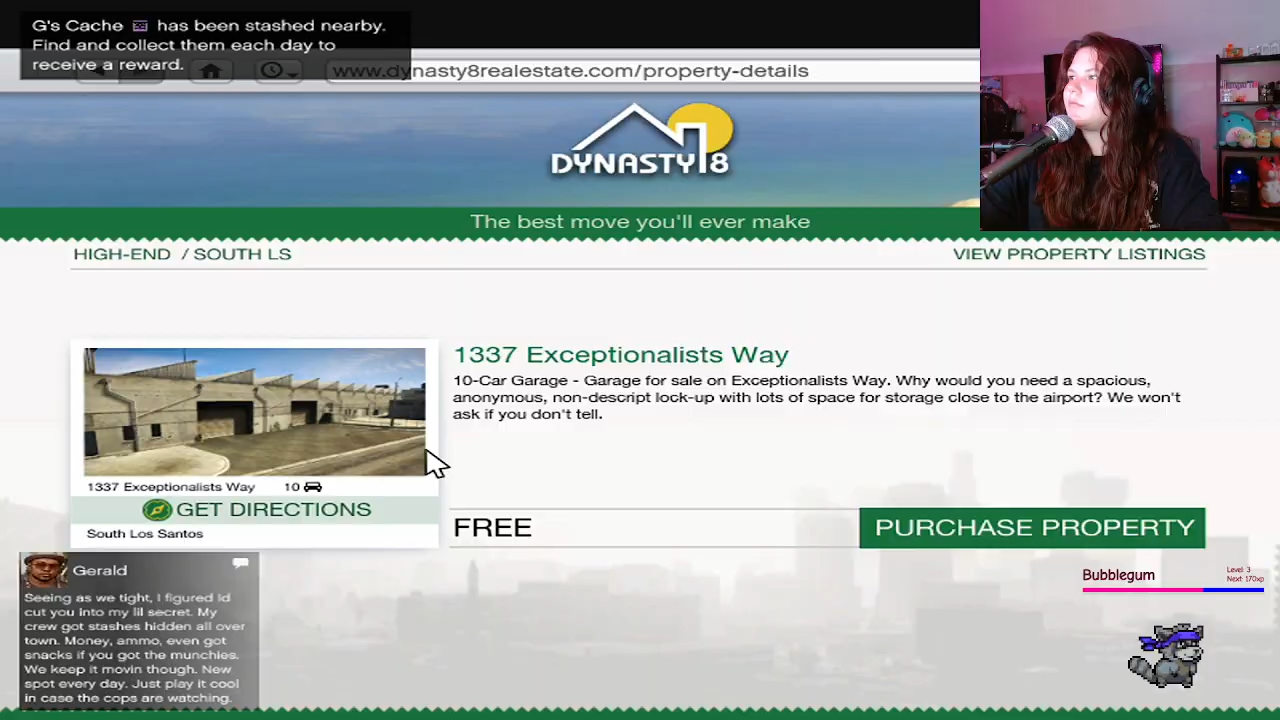 G's Cache has been stashed nearby.
Find and collect them each day to
receive a reward.
www.dynasty8realestate.com/property-details
DYNASTY 8
The best move you'll ever make
HIGH-END / SOUTH LS
VIEW PROPERTY LISTINGS
1337 Exceptionalists Way
10-Car Garage - Garage for sale on Exceptionalists Way. Why would you need a spacious,
anonymous, non-descript lock-up with lots of space for storage close to the airport? We won't
ask if you don't tell.
1337 Exceptionalists Way 10
GET DIRECTIONS
South Los Santos
FREE
PURCHASE PROPERTY
Gerald
Seeing as we tight, I figured Id
cut you into my lil secret. My
crew got stashes hidden all over
town. Money, ammo, even got
snacks if you got the munchies.
We keep it movin though. New
spot every day. Just play it cool
in case the cops are watching.
Bubblegum
Level: 3
Next: 170xp